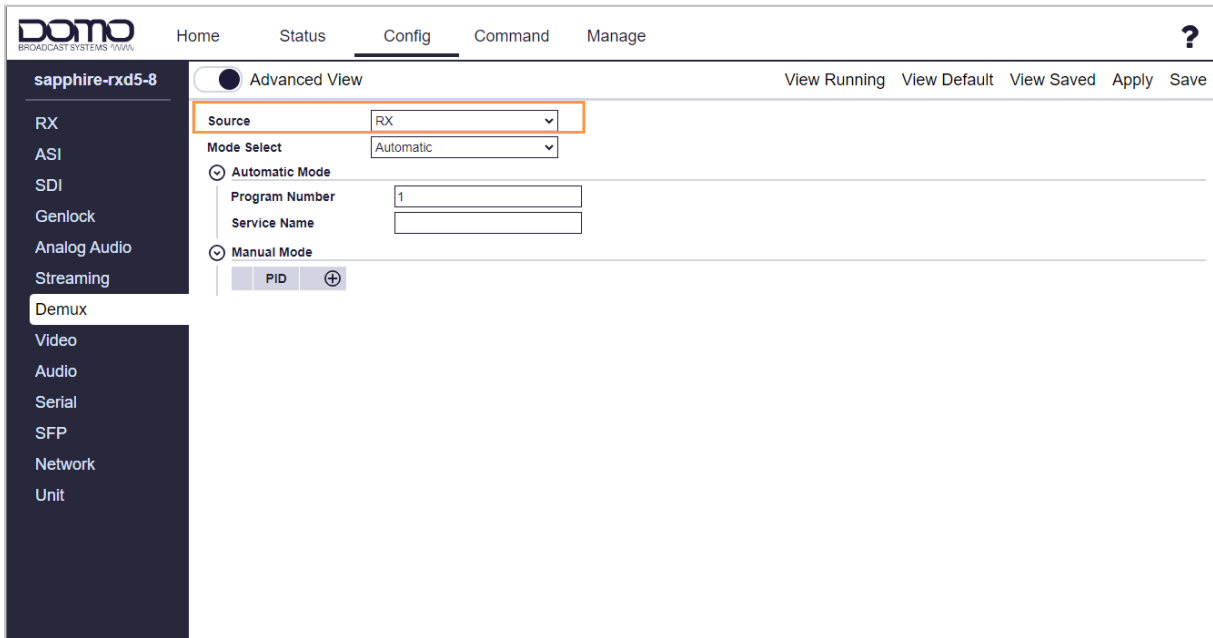 DOMO
BROADCAST SYSTEMS
Home Status Config Command Manage ?
sapphire-rxd5-8
Advanced View View Running View Default View Saved Apply Save
RX
ASI
SDI
Genlock
Analog Audio
Streaming
Demux
Video
Audio
Serial
SFP
Network
Unit
Source RX
Mode Select Automatic
Automatic Mode
Program Number 1
Service Name
Manual Mode
PID